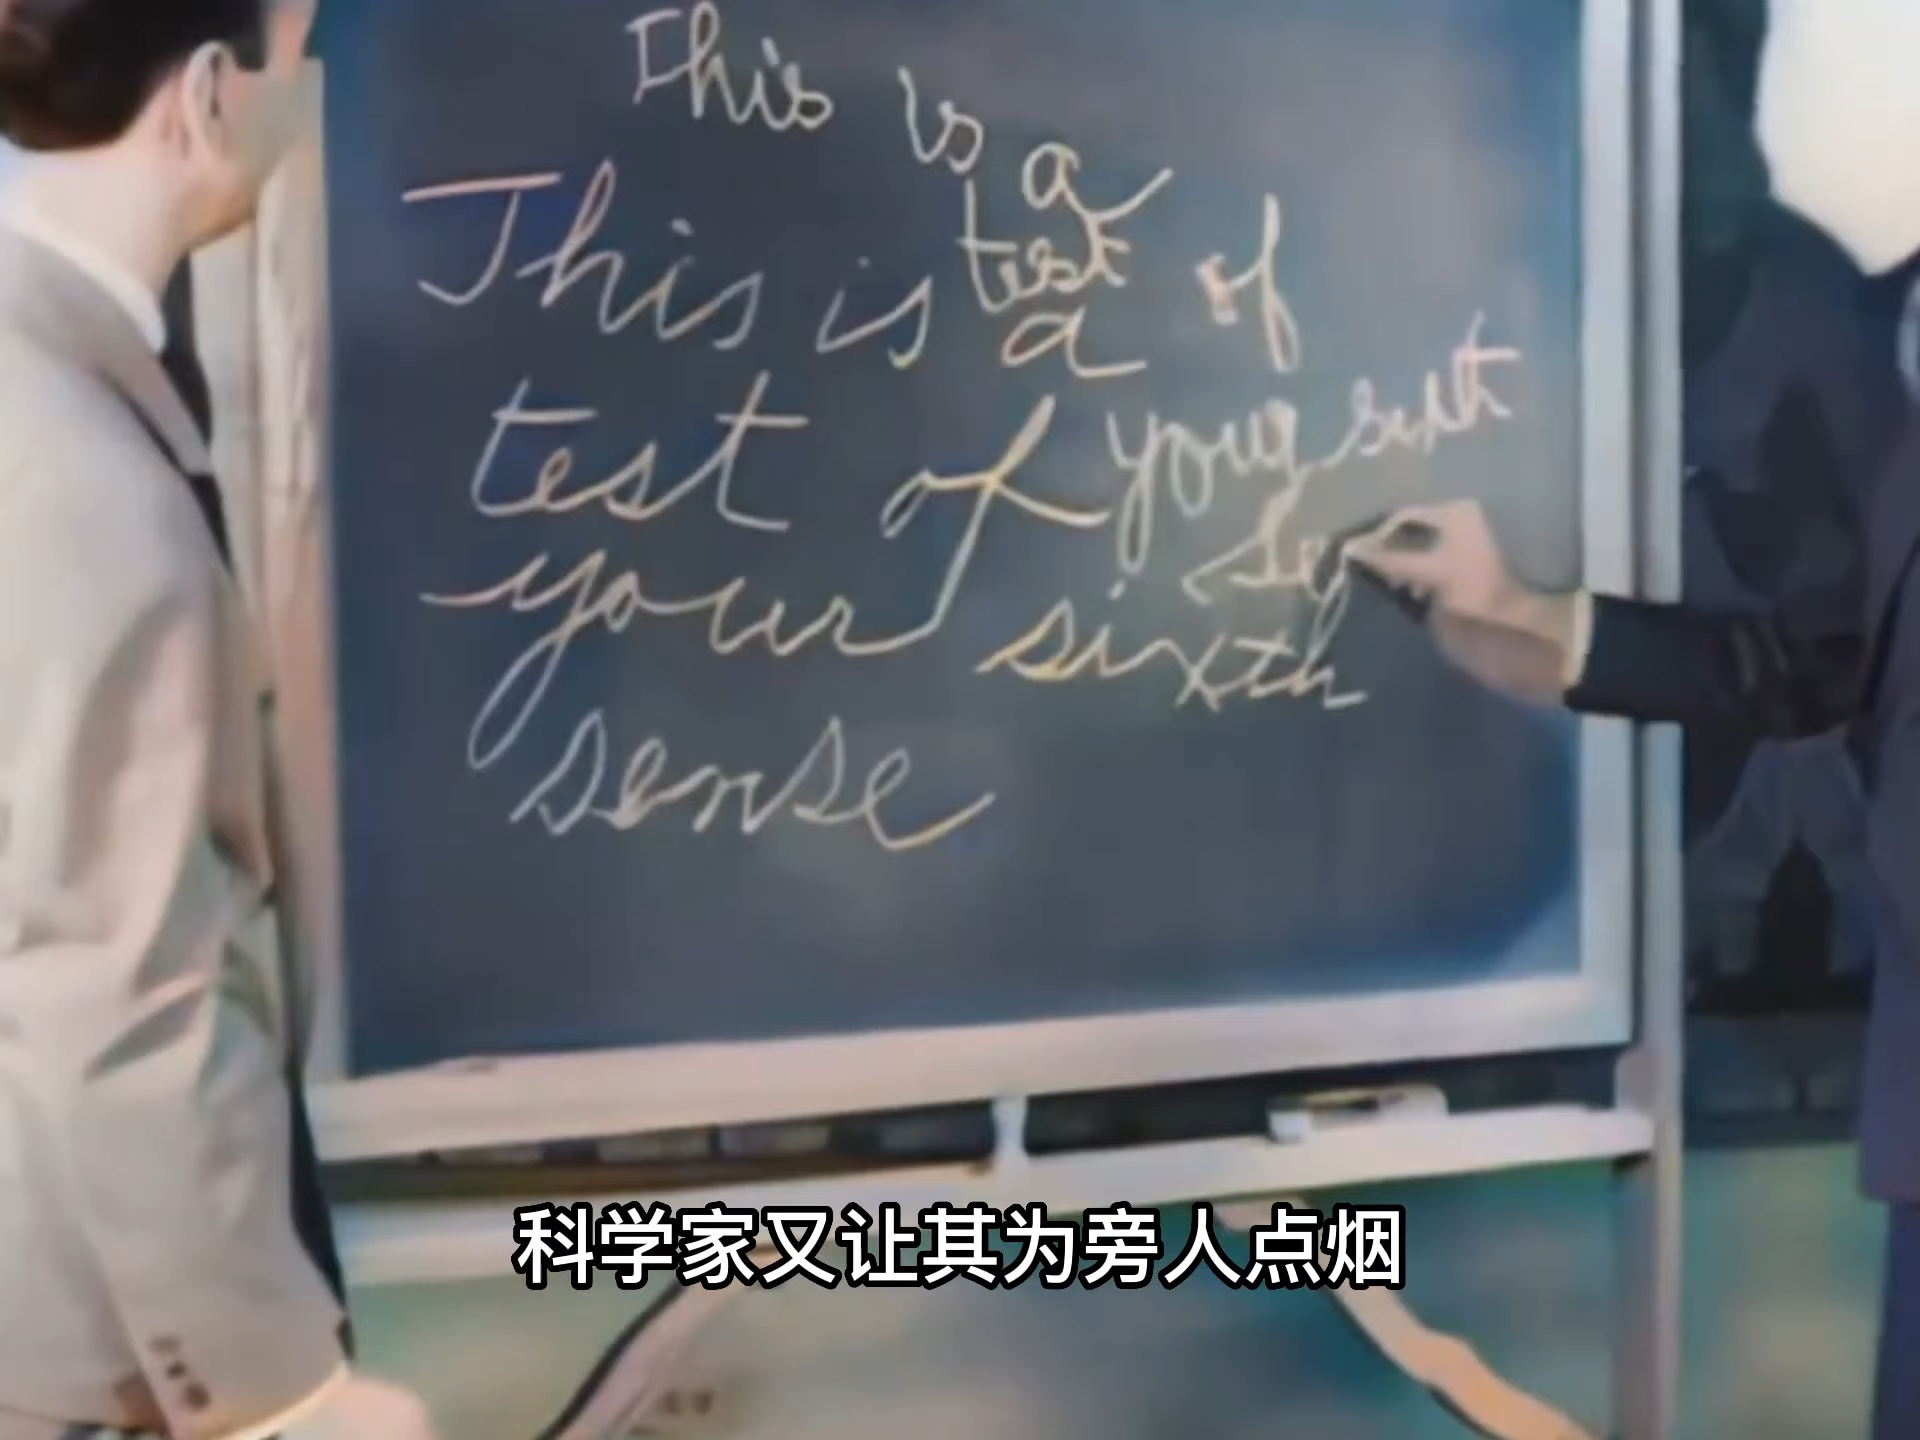 This is a
test of
your sixth
se
This is a
test of
your sixth
sense
科学家又让其为旁人点烟